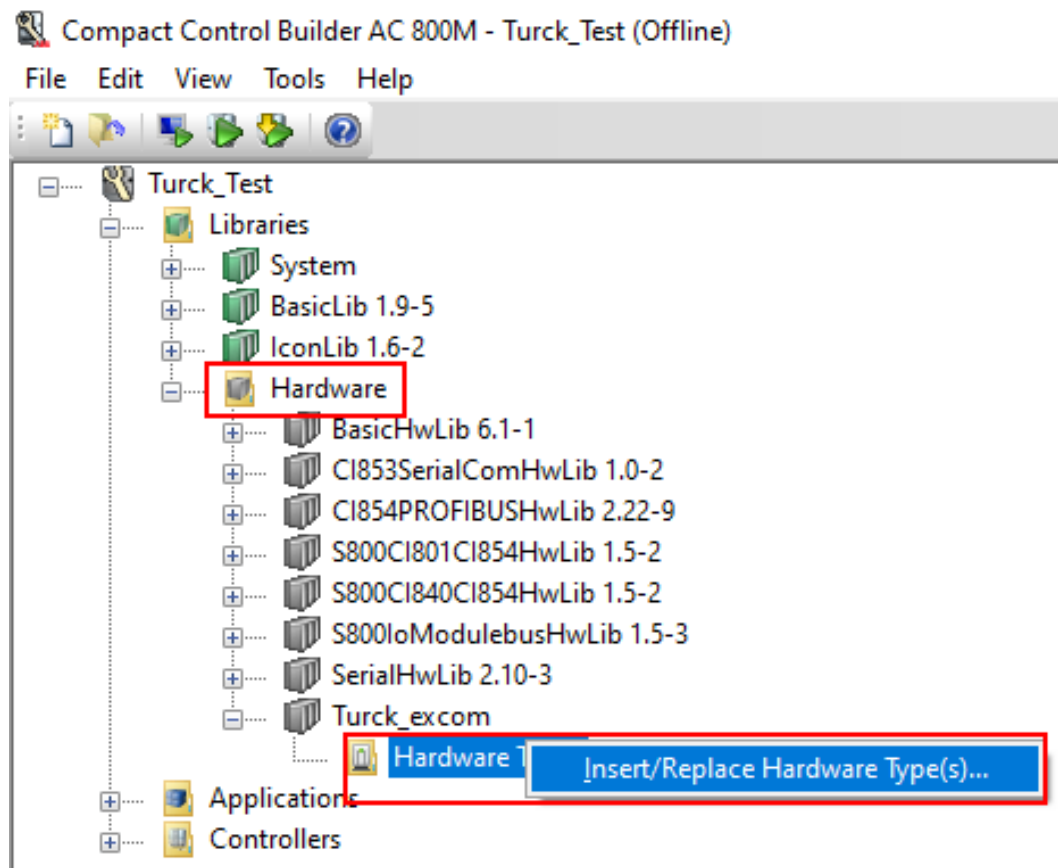 Compact Control Builder AC 800M - Turck_Test (Offline)
File Edit View Tools Help
Turck_Test
Libraries
System
BasicLib 1.9-5
IconLib 1.6-2
Hardware
BasicHwLib 6.1-1
CI853SerialComHwLib 1.0-2
CI854PROFIBUSHwLib 2.22-9
S800CI801CI854HwLib 1.5-2
S800CI840CI854HwLib 1.5-2
S800IoModulebusHwLib 1.5-3
SerialHwLib 2.10-3
Turck_excom
Hardware Insert/Replace Hardware Type(s)...
Applications
Controllers